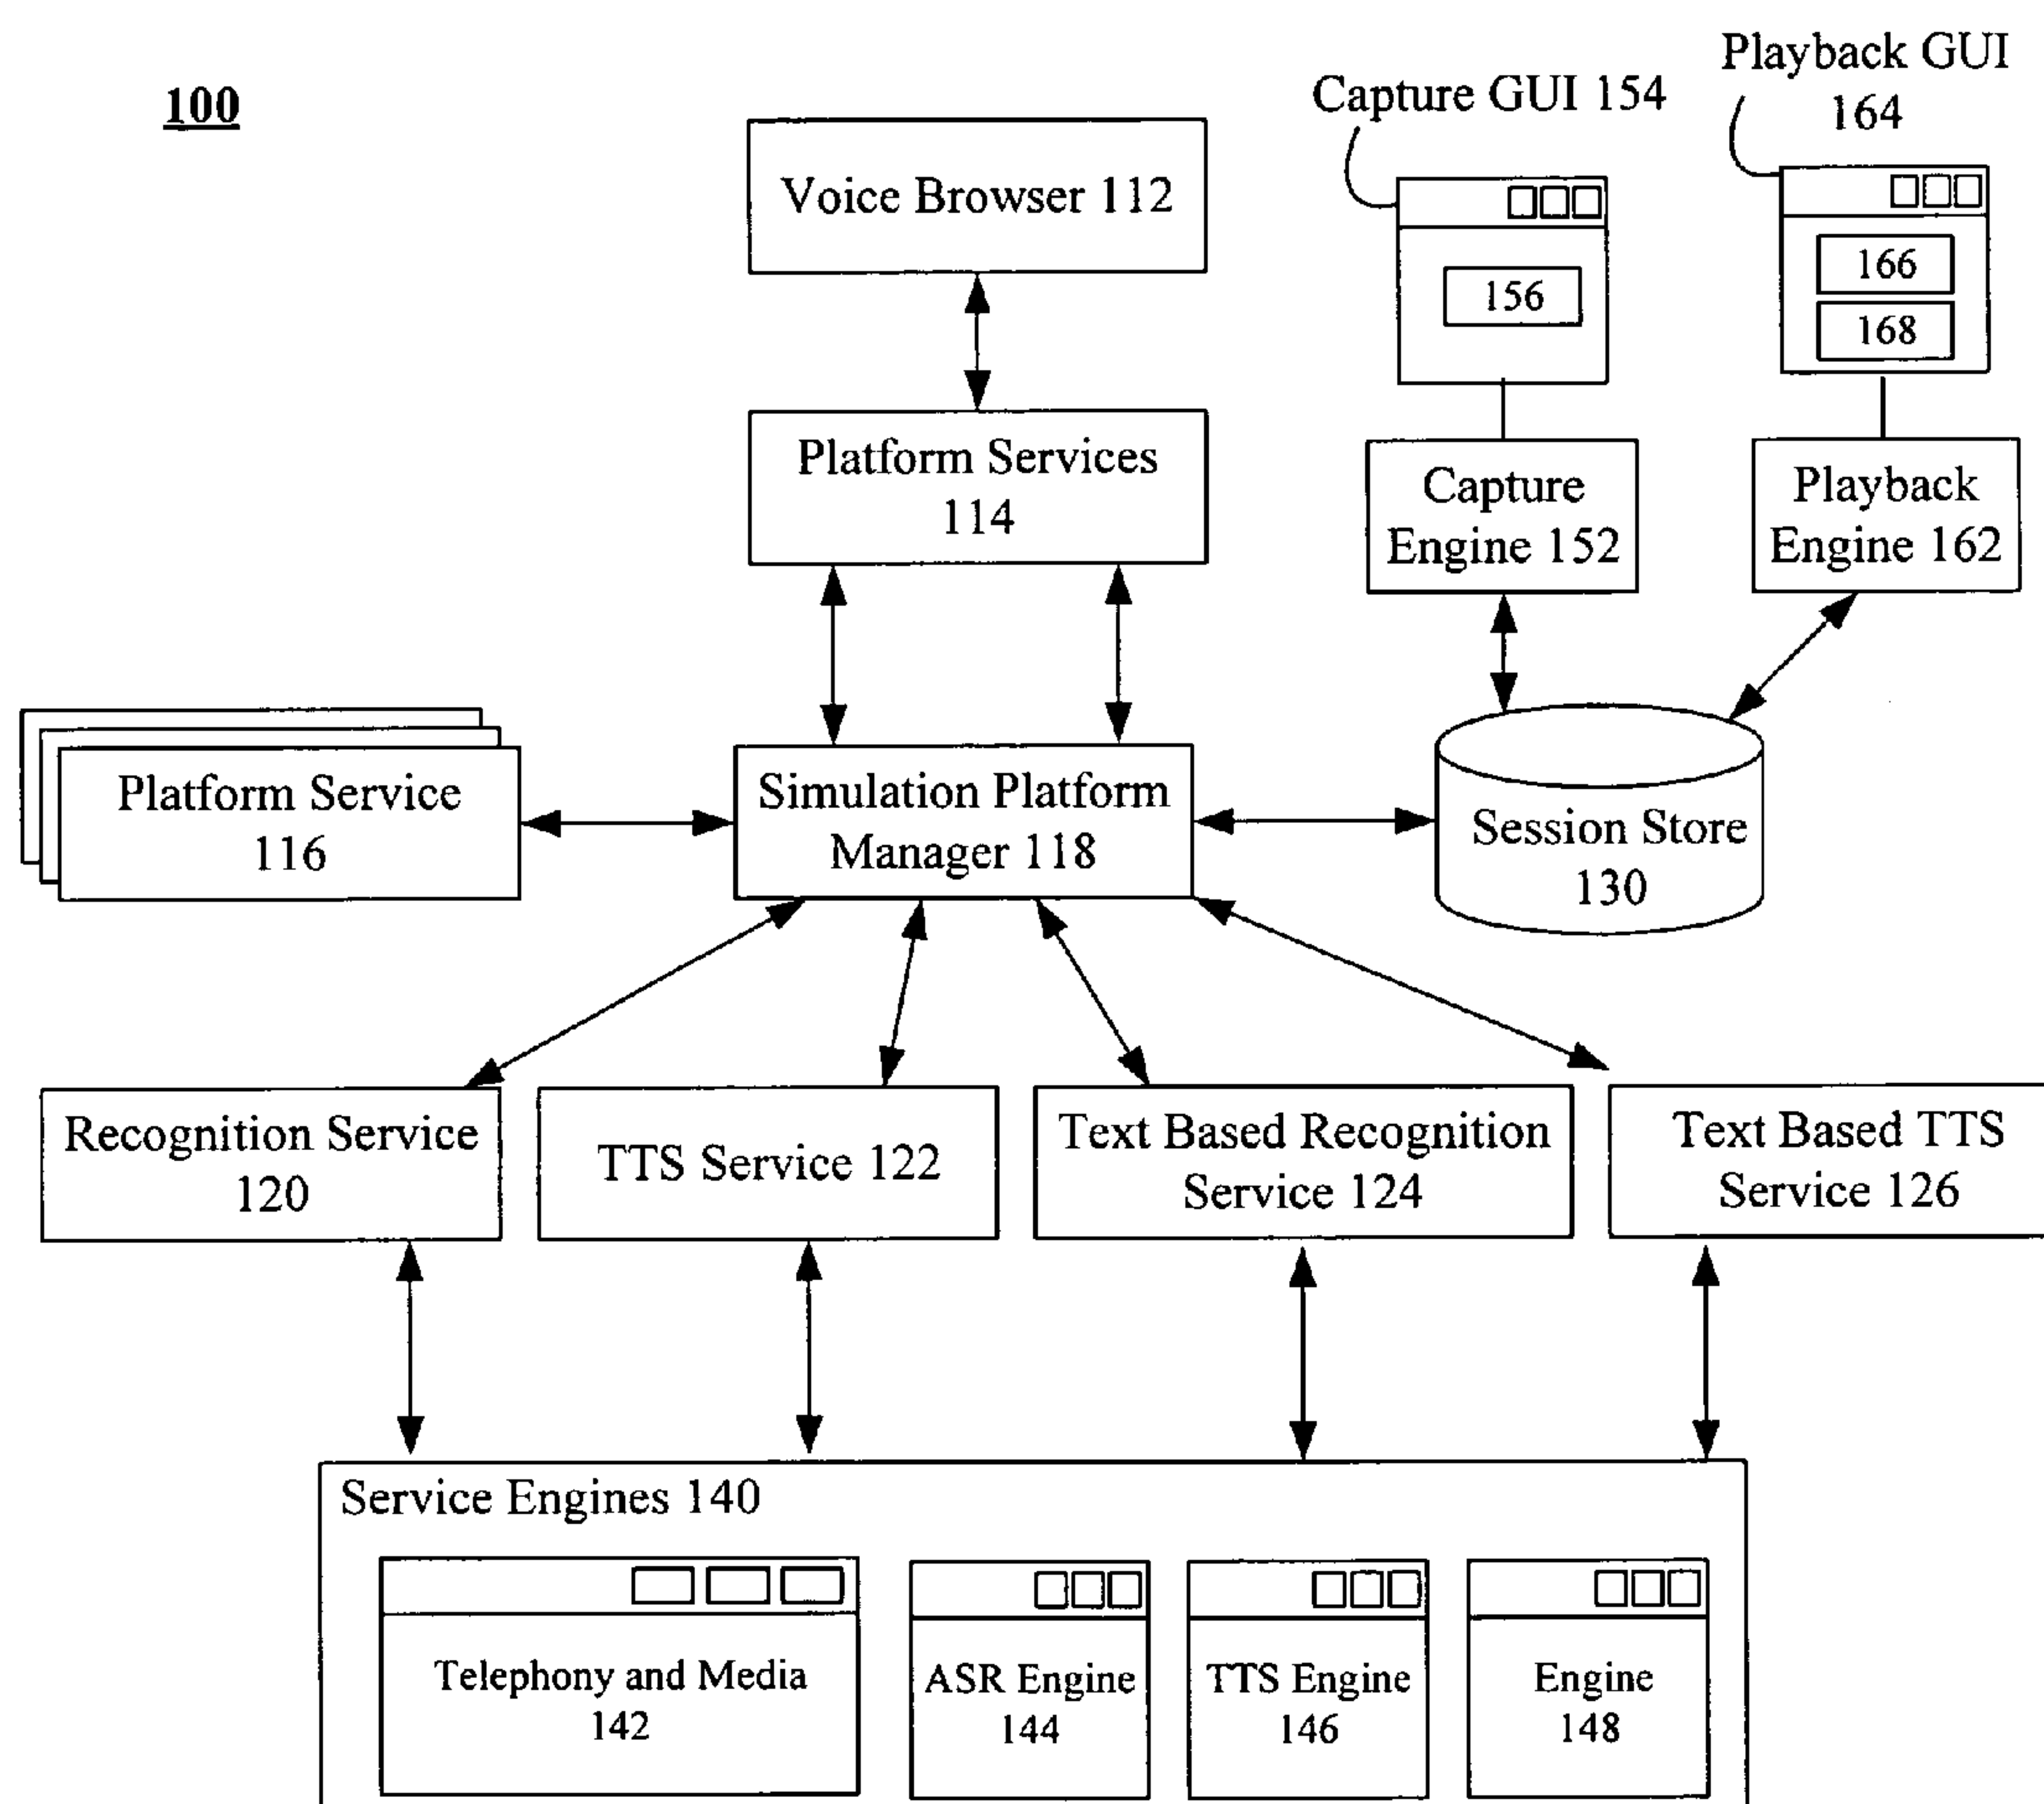 100
Voice Browser 112
Capture GUI 154
Playback GUI
164
156
166
168
Platform Services
114
Capture
Engine 152
Playback
Engine 162
Platform Service
116
Simulation Platform
Manager 118
Session Store
130
Recognition Service
120
TTS Service 122
Text Based Recognition
Service 124
Text Based TTS
Service 126
Service Engines 140
Telephony and Media
142
ASR Engine
144
TTS Engine
146
Engine
148